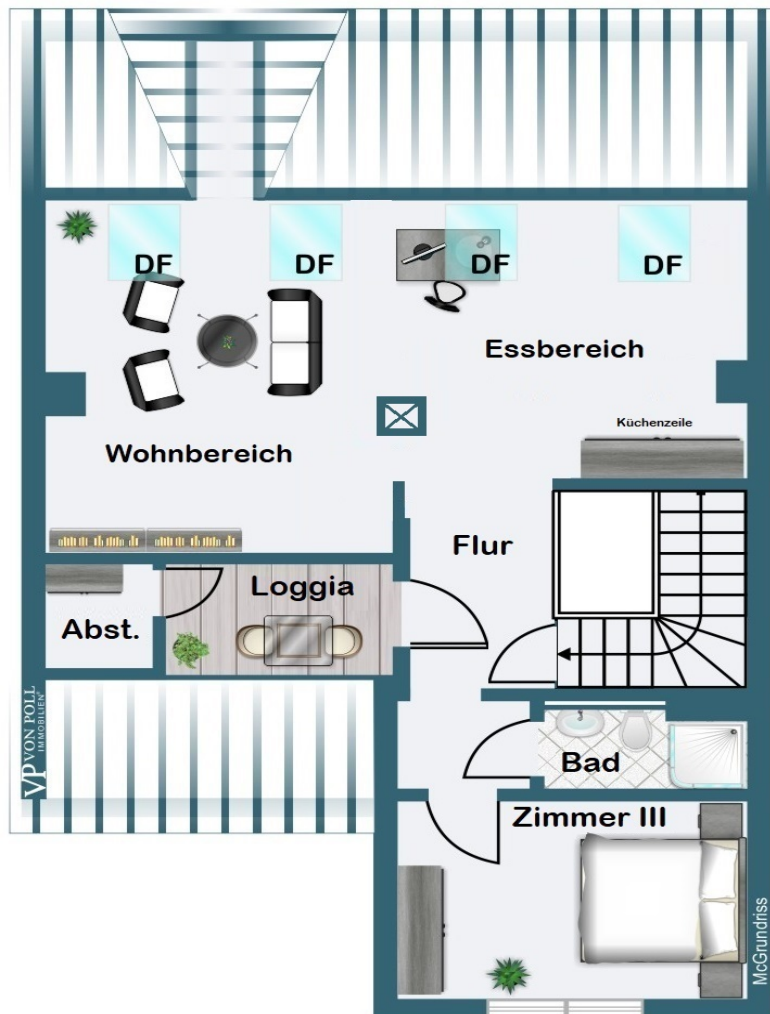 DF
DF
DF
DF
Essbereich
Küchenzeile
Wohnbereich
Flur
Loggia
Abst.
VP VON POLL
IMMOBILIEN®
Bad
Zimmer III
McGrundriss